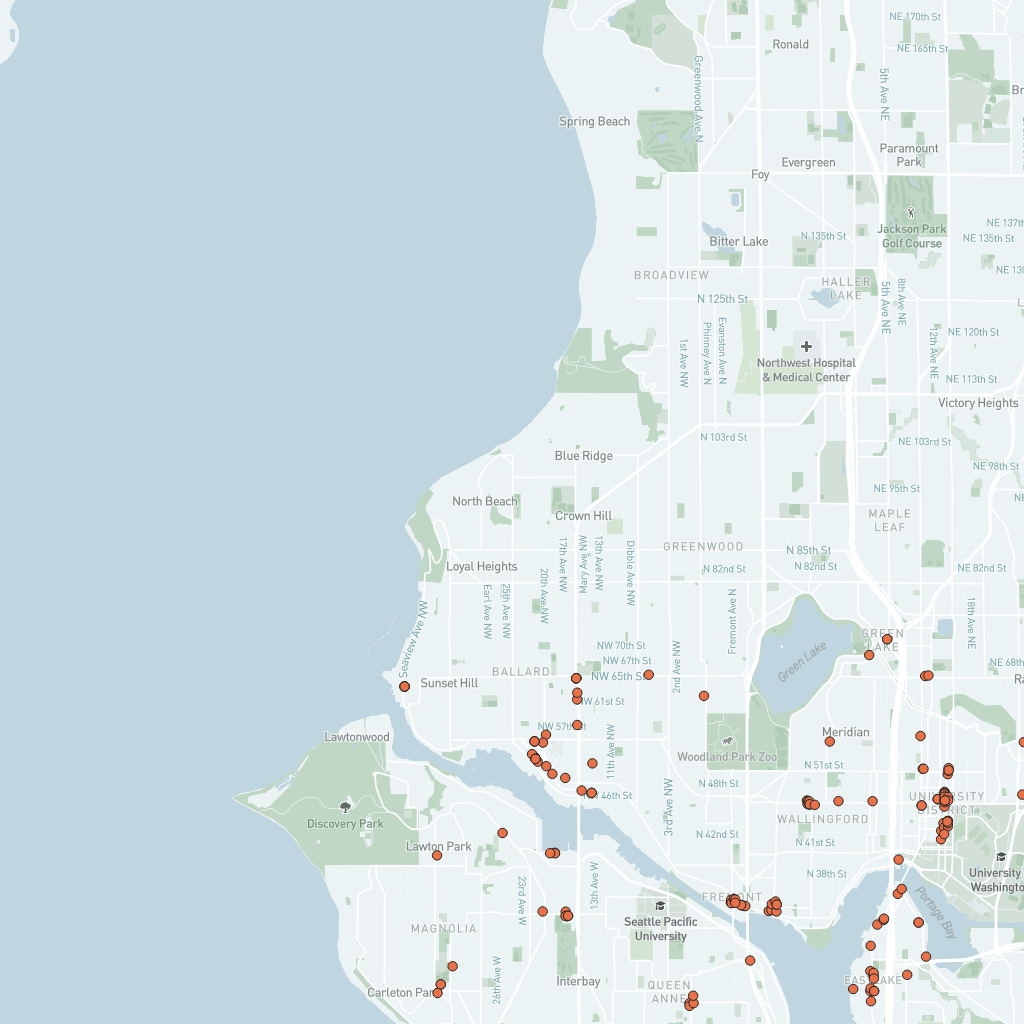 NE 170th St
Ronald
NE 165th St
Greenwood Ave N
5th Ave NE
Br
Spring Beach
Paramount
Park
Evergreen
Foy
NE 137th
N 135th St
Jackson Park
Golf Course
NE 135th St
Bitter Lake
NE 130
BROADVIEW
HALLER
LAKE
8th Ave NE
5th Ave NE
N 125th St
L
NE 120th St
1st Ave NW
Phinney Ave N
Evanston Ave N
12th Ave NE
Northwest Hospital
& Medical Center
NE 113th St
Victory Heights
N 103rd St
NE 103rd St
Blue Ridge
NE 98th St
NE 95th St
NE
North Beach
Crown Hill
MAPLE
LEAF
GREENWOOD
N 85th St
Loyal Heights
17th Ave NW
Mary Ave NW
13th Ave NW
Dibble Ave NW
N 82nd St
N 82nd St
NE 82nd St
20th Ave NW
Earl Ave NW
25th Ave NW
Fremont Ave N
18th Ave NE
Seaview Ave NW
GREEN
LAKE
NW 70th St
NW 67th St
2nd Ave NW
Green Lake
NE 68th
BALLARD
NW 65th St
Ra
Sunset Hill
NW 61st St
NW 57th St
Lawtonwood
11th Ave NW
Meridian
Woodland Park Zoo
N 51st St
N 48th St
NW 46th St
3rd Ave NW
UNIVERSITY
DISTRICT
Discovery Park
WALLINGFORD
N 42nd St
Lawton Park
N 41st St
University
Washington
N 38th St
23rd Ave W
13th Ave W
FREMONT
Portage Bay
Seattle Pacific
University
MAGNOLIA
26th Ave W
Interbay
EASTLAKE
QUEEN
ANNE
Carleton Park